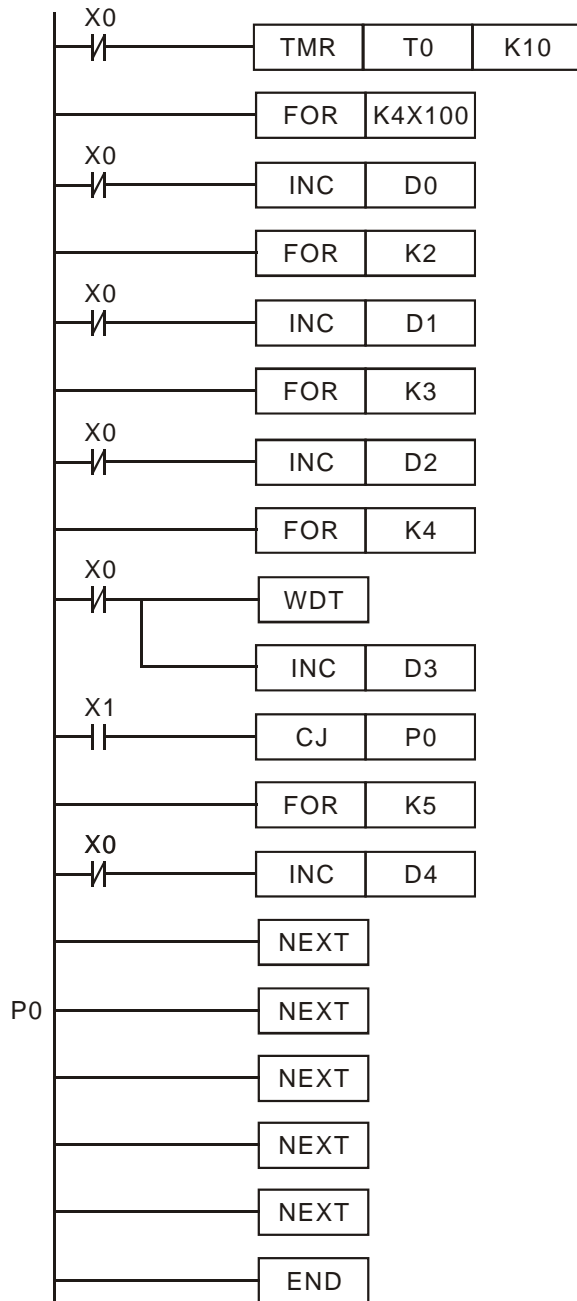 X0
TMR T0 K10
FOR K4X100
X0
INC D0
FOR K2
X0
INC D1
FOR K3
X0
INC D2
FOR K4
X0
WDT
INC D3
X1
CJ P0
FOR K5
X0
INC D4
NEXT
P0 NEXT
NEXT
NEXT
NEXT
END